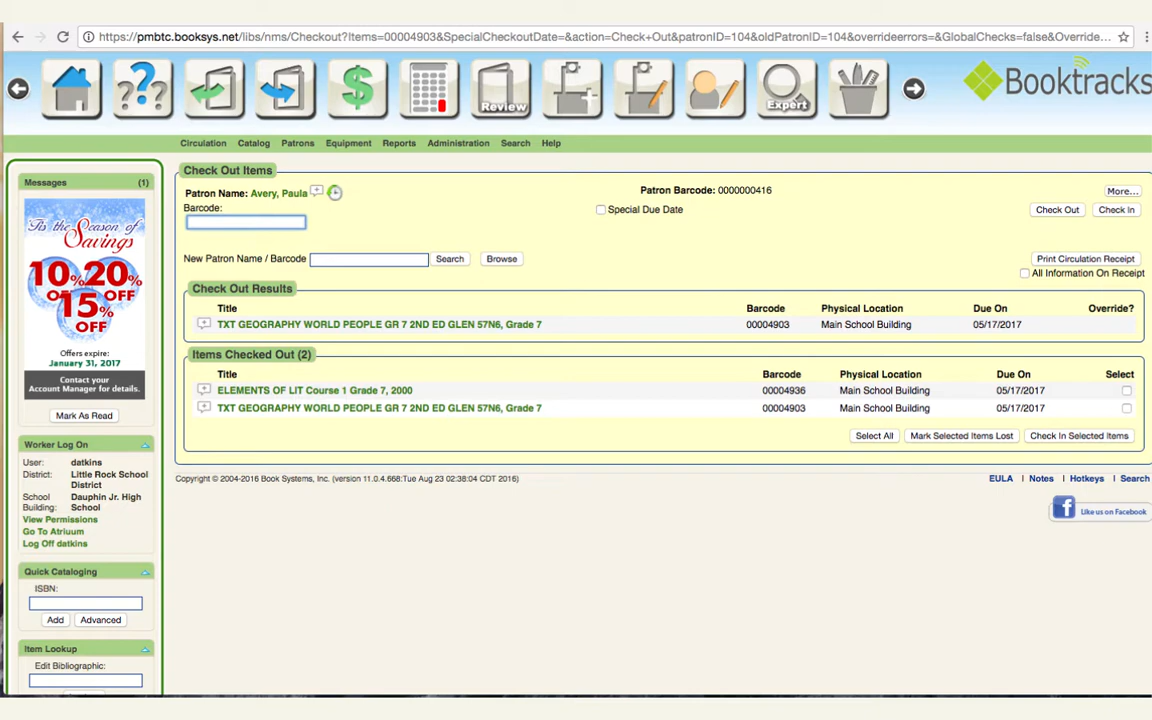 https://pmbtc.booksys.net/libs/nms/Checkout?Items=00004903&SpecialCheckoutDate=&action=Check+Out&patronID=104&oldPatronID=104&overrideerrors=&GlobalChecks=false&Override...
???
$
Review
Expert
Booktracks
Circulation Catalog Patrons Equipment Reports Administration Search Help
Messages (1)
'Tis the Season of
Savings
10% OFF 20% OFF
15% OFF
Offers expire:
January 31, 2017
Contact your
Account Manager for details.
Mark As Read
Worker Log On
User: datkins
District: Little Rock School
District
School Dauphin Jr. High
Building: School
View Permissions
Go To Atriuum
Log Off datkins
Quick Cataloging
ISBN:
Add Advanced
Item Lookup
Edit Bibliographic:
Check Out Items
Patron Name: Avery, Paula
Patron Barcode: 0000000416
More...
Barcode:
Special Due Date
Check Out Check In
New Patron Name / Barcode Search Browse
Print Circulation Receipt
All Information On Receipt
Check Out Results
Title Barcode Physical Location Due On Override?
TXT GEOGRAPHY WORLD PEOPLE GR 7 2ND ED GLEN 57N6, Grade 7 00004903 Main School Building 05/17/2017
Items Checked Out (2)
Title Barcode Physical Location Due On Select
ELEMENTS OF LIT Course 1 Grade 7, 2000 00004936 Main School Building 05/17/2017
TXT GEOGRAPHY WORLD PEOPLE GR 7 2ND ED GLEN 57N6, Grade 7 00004903 Main School Building 05/17/2017
Select All Mark Selected Items Lost Check In Selected Items
Copyright © 2004-2016 Book Systems, Inc. (version 11.0.4.668:Tue Aug 23 02:38:04 CDT 2016)
EULA | Notes | Hotkeys | Search
Like us on Facebook